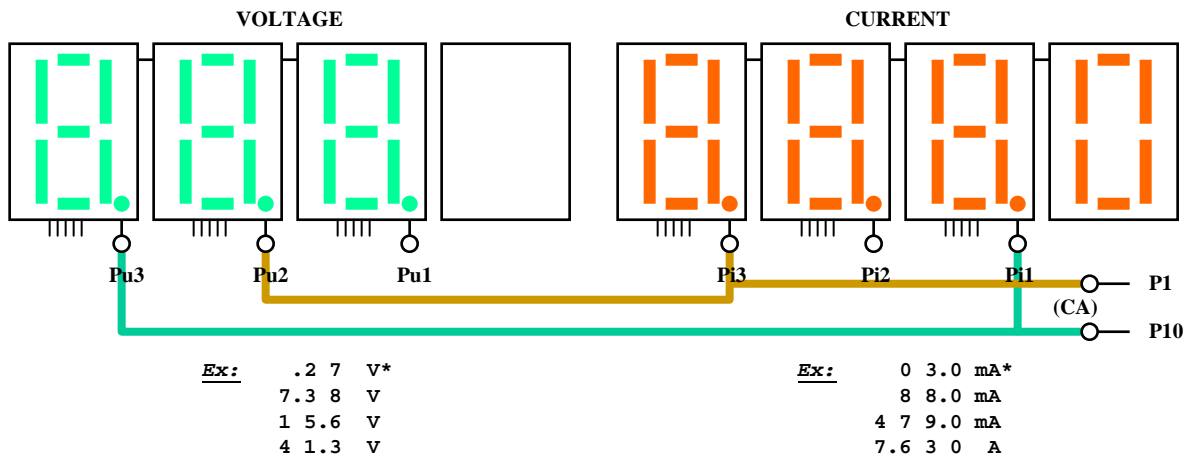 VOLTAGE CURRENT
Pu3 Pu2 Pu1 Pi3 Pi2 Pi1 P1
(CA)
P10
Ex: .2 7 V* Ex: 0 3.0 mA*
7.3 8 V 8 8.0 mA
1 5.6 V 4 7 9.0 mA
4 1.3 V 7.6 3 0 A